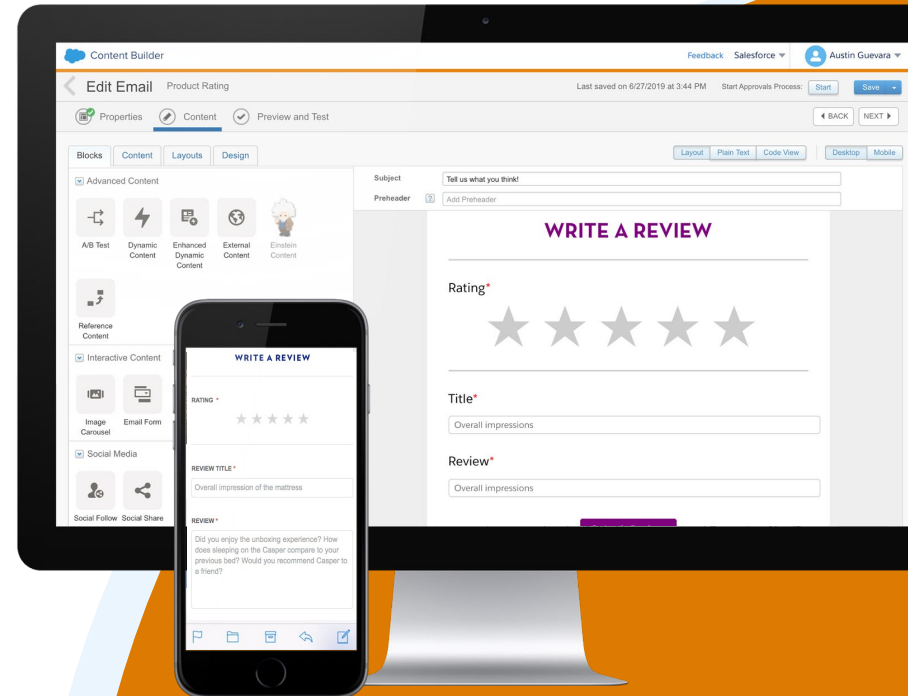 Content Builder
Feedback Salesforce Austin Guevara
Edit Email Product Rating
Last saved on 6/27/2019 at 3:44 PM Start Approvals Process: Start Save
Properties Content Preview and Test
BACK NEXT
Blocks Content Layouts Design
Layout Plain Text Code View Desktop Mobile
Advanced Content
A/B Test
Dynamic
Content
Enhanced
Dynamic
Content
External
Content
Einstein
Content
Reference
Content
Interactive Content
Image
Carousel
Email Form
Social Media
Social Follow Social Share
Subject Tell us what you think!
Preheader ? Add Preheader
WRITE A REVIEW
Rating*
Title*
Overall impressions
Review*
Overall impressions
WRITE A REVIEW
RATING *
REVIEW TITLE *
Overall impression of the mattress
REVIEW *
Did you enjoy the unboxing experience? How
does sleeping on the Casper compare to your
previous bed? Would you recommend Casper to
a friend?